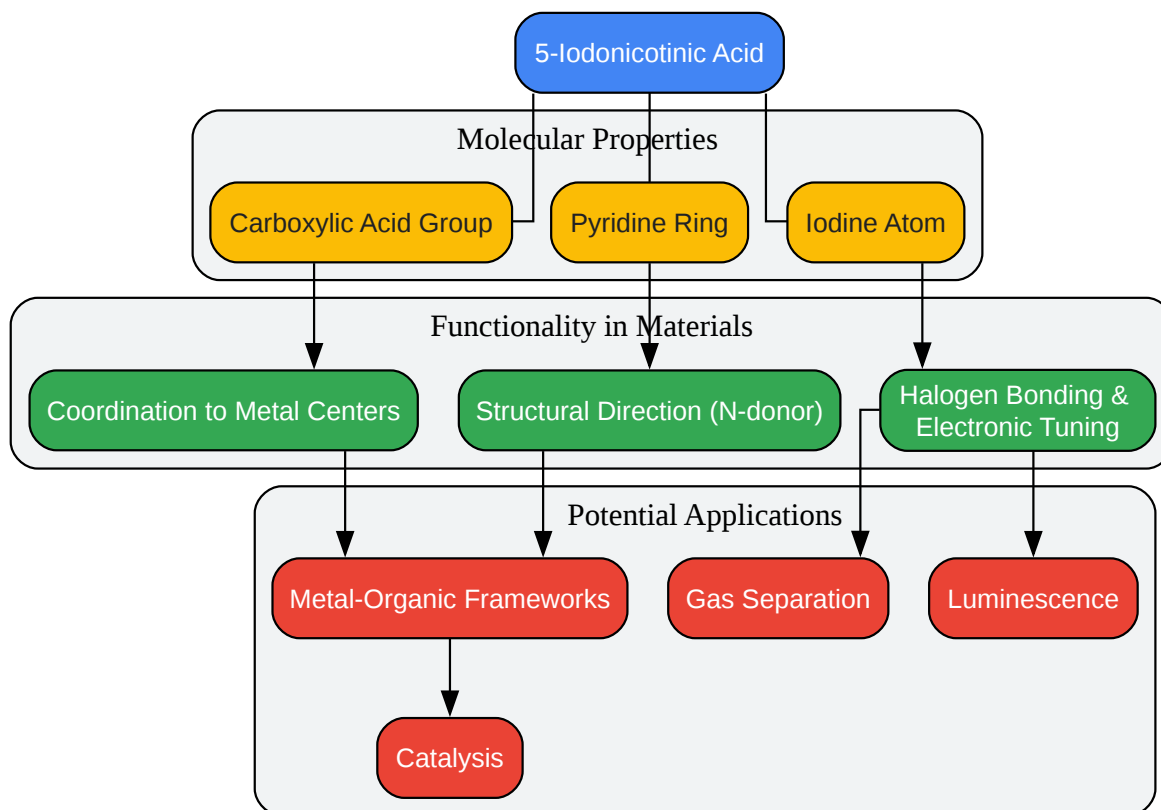 5-Iodonicotinic Acid
Molecular Properties
Carboxylic Acid Group
Pyridine Ring
Iodine Atom
Functionality in Materials
Coordination to Metal Centers
Structural Direction (N-donor)
Halogen Bonding &
Electronic Tuning
Potential Applications
Metal-Organic Frameworks
Gas Separation
Luminescence
Catalysis